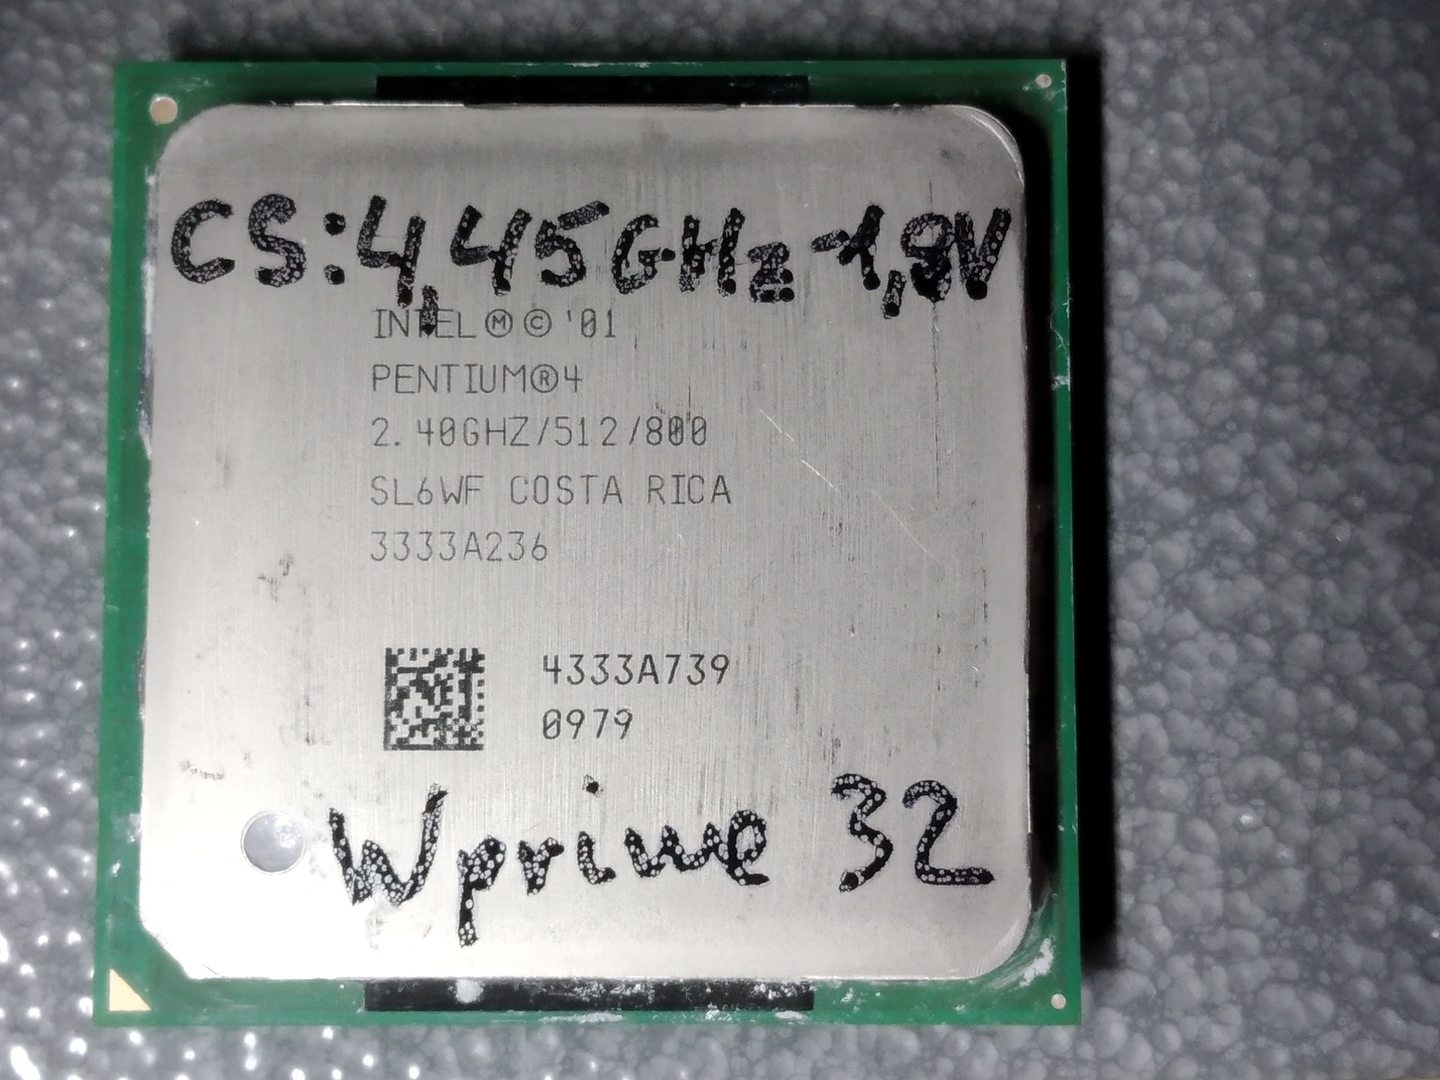 CS: 4,45GHz -1,8V
INTEL Ⓜ © '01
PENTIUM® 4
2.40GHZ/512/800
SL6WF COSTA RICA
3333A236
4333A739
0979
Wprime 32